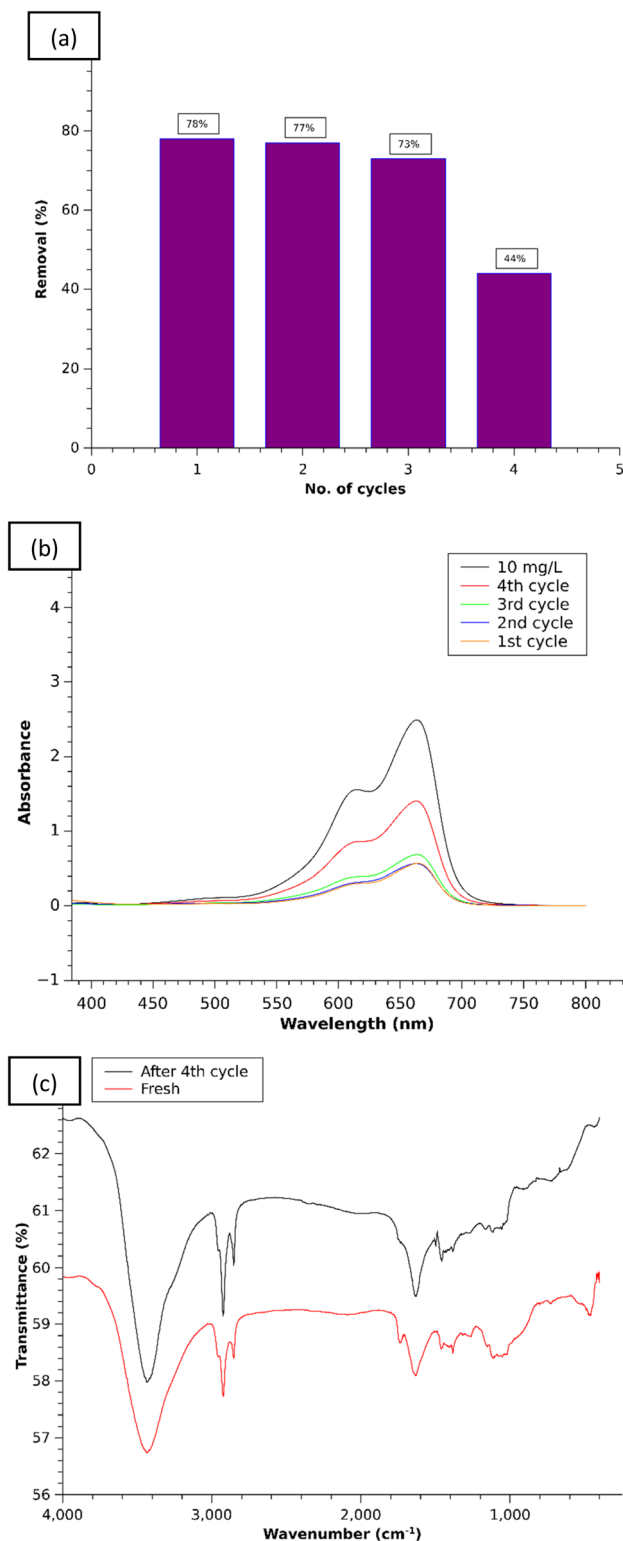 (a)
80
60
40
20
0
Removal (%)
78%
77%
73%
44%
0
1
2
3
4
5
No. of cycles
(b)
10 mg/L
4th cycle
3rd cycle
2nd cycle
1st cycle
4
3
2
1
0
−1
Absorbance
400
450
500
550
600
650
700
750
800
Wavelength (nm)
(c)
After 4th cycle
Fresh
62
61
60
59
58
57
56
Transmittance (%)
4,000
3,000
2,000
1,000
Wavenumber (cm⁻¹)